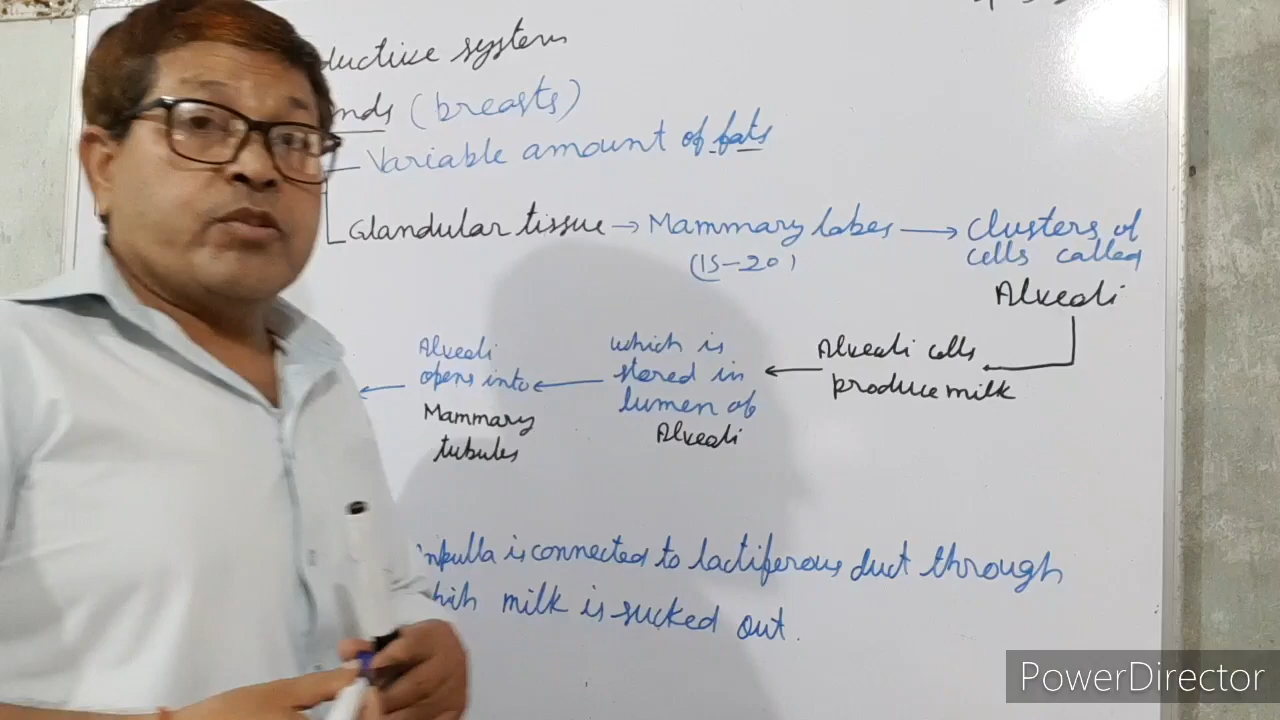 ductive system
nds (breasts)
Variable amount of fats
Glandular tissue → Mammary lobes → Clusters of
(15-20) cells called
Alveoli
Alveoli cells
produce milk
which is
stored in
lumen of
Alveoli
Alveoli
opens into
Mammary
tubules
mpulla is connected to lactiferous duct through
hich milk is sucked out.
PowerDirector